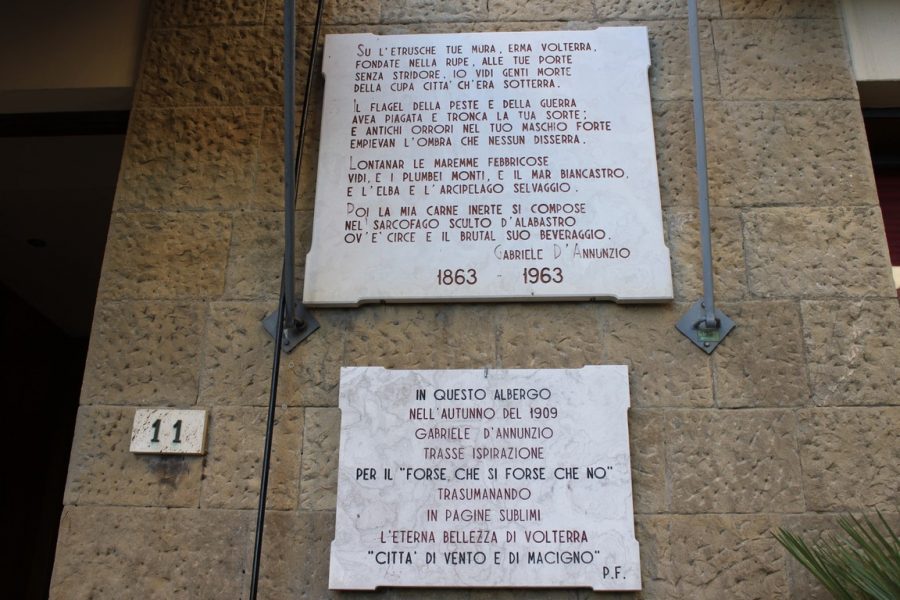 SU L'ETRUSCHE TUE MURA, ERMA VOLTERRA,
FONDATE NELLA RUPE, ALLE TUE PORTE
SENZA STRIDORE, IO VIDI GENTI MORTE
DELLA CUPA CITTA' CH'ERA SOTTERRA.
IL FLAGEL DELLA PESTE E DELLA GUERRA
AVEA PIAGATA E TRONCA LA TUA SORTE;
E ANTICHI ORRORI NEL TUO MASCHIO FORTE
EMPIEVAN L'OMBRA CHE NESSUN DISSERRA.
LONTANAR LE MAREMME FEBBRICOSE
VIDI, E I PLUMBEI MONTI, E IL MAR BIANCASTRO,
E L'ELBA E L'ARCIPELAGO SELVAGGIO.
POI LA MIA CARNE INERTE SI COMPOSE
NEL SARCOFAGO SCULTO D'ALABASTRO
OV'E' CIRCE E IL BRUTAL SUO BEVERAGGIO.
GABRIELE D'ANNUNZIO
1863 - 1963
IN QUESTO ALBERGO
NELL'AUTUNNO DEL 1909
GABRIELE D'ANNUNZIO
TRASSE ISPIRAZIONE
PER IL "FORSE CHE SI FORSE CHE NO"
TRASUMANANDO
IN PAGINE SUBLIMI
L'ETERNA BELLEZZA DI VOLTERRA
"CITTA' DI VENTO E DI MACIGNO"
P.F.
11